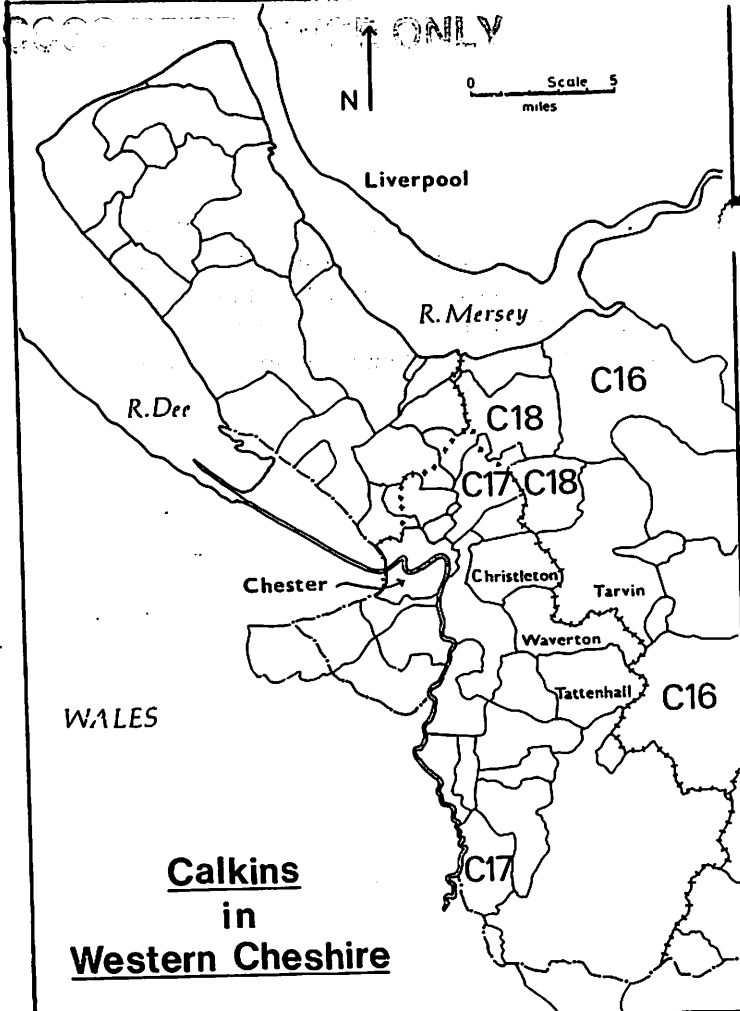 ONLY
N
0 Scale 5
miles
Liverpool
R. Mersey
C16
R. Dee
C18
C17 C18
Christleton
Chester
Tarvin
Waverton
Tattenhall
C16
WALES
C17
Calkins
in
Western Cheshire